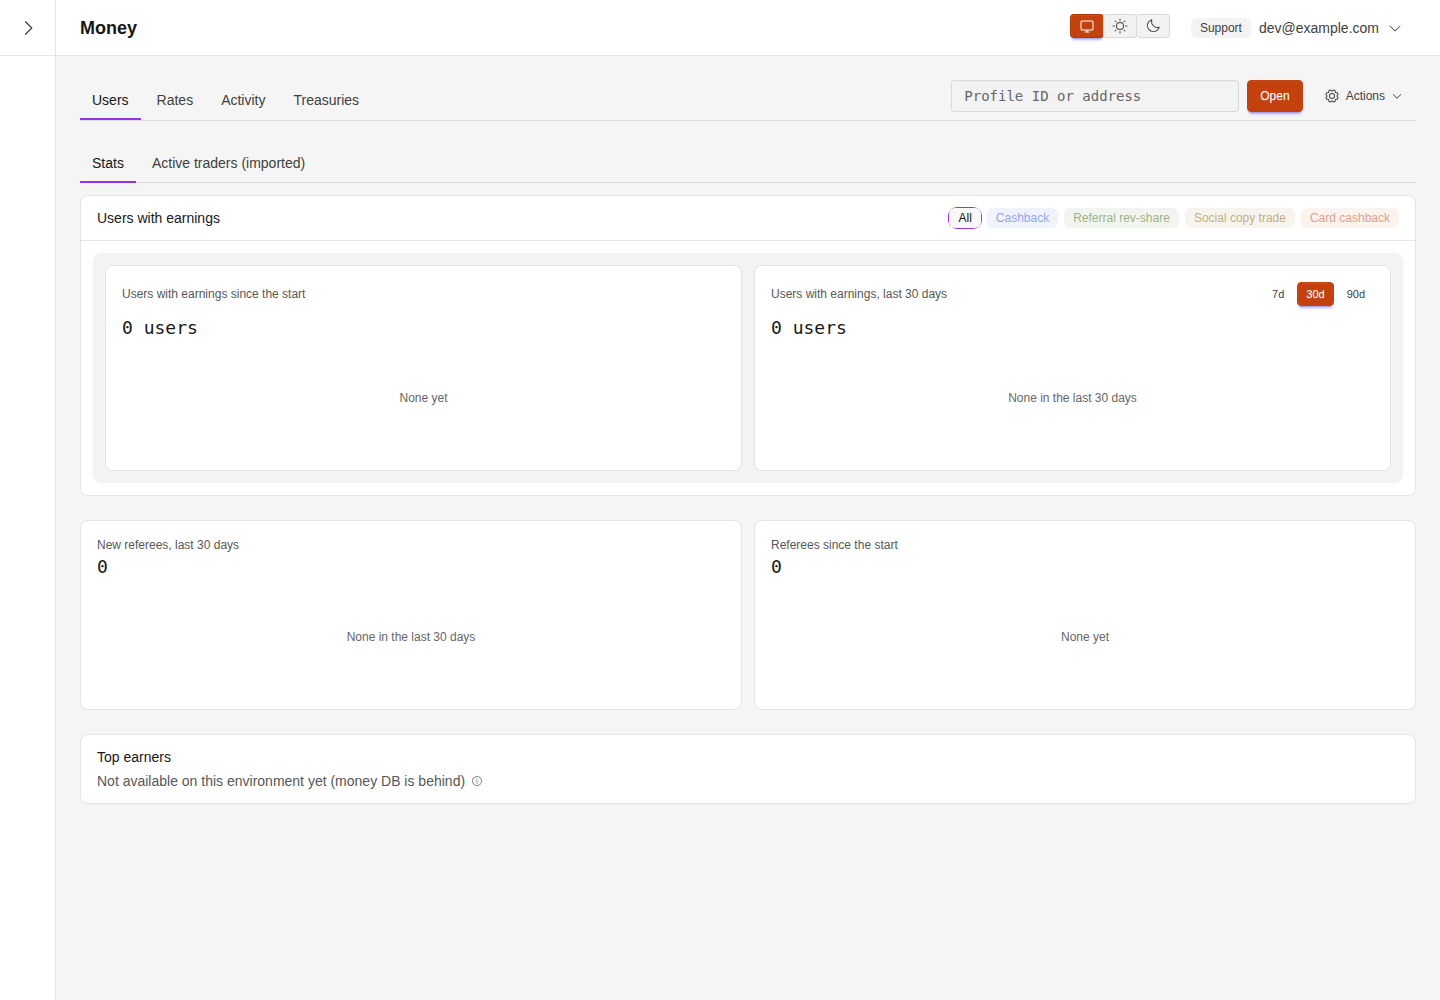 Money
Support
dev@example.com
Users
Rates
Activity
Treasuries
Profile ID or address
Open
Actions
Stats
Active traders (imported)
Users with earnings
All
Cashback
Referral rev-share
Social copy trade
Card cashback
Users with earnings since the start
0 users
None yet
Users with earnings, last 30 days
7d
30d
90d
0 users
None in the last 30 days
New referees, last 30 days
0
None in the last 30 days
Referees since the start
0
None yet
Top earners
Not available on this environment yet (money DB is behind)